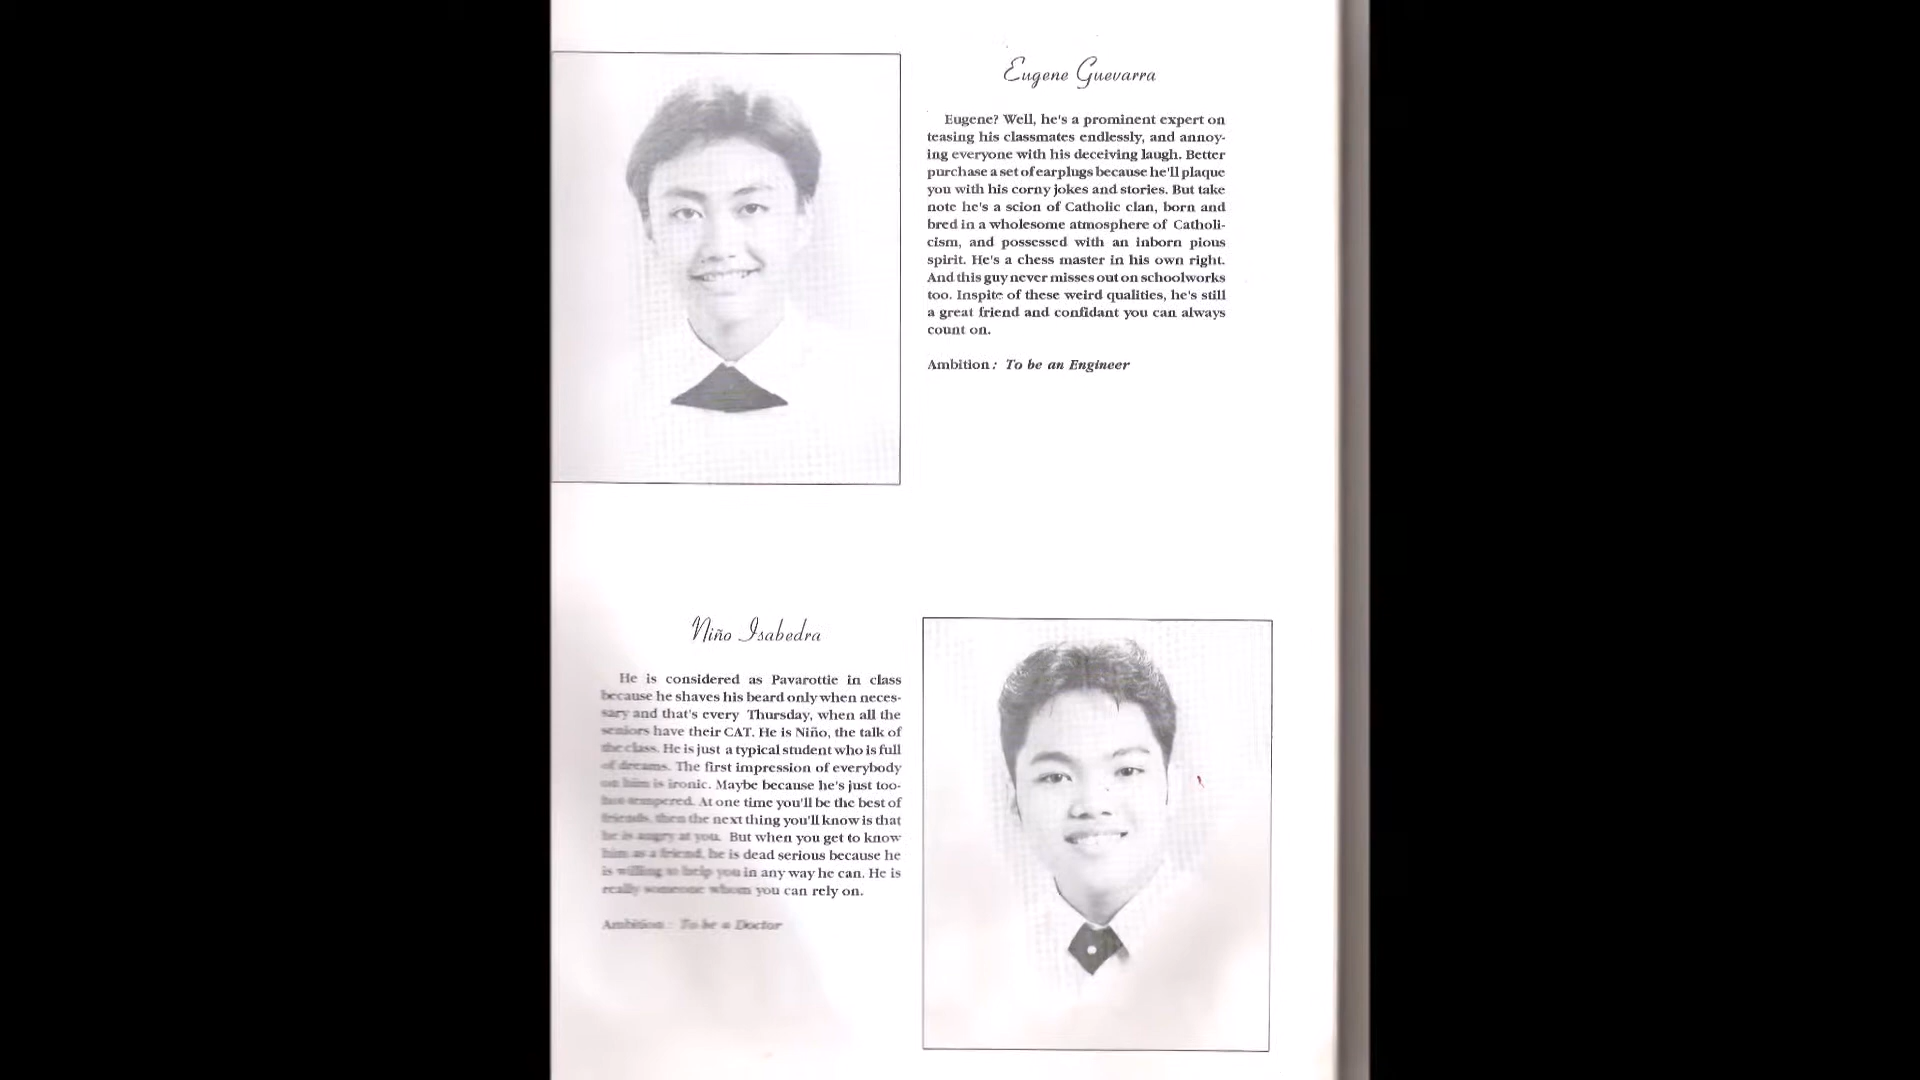 Eugene Guevarra
Eugene? Well, he's a prominent expert on
teasing his classmates endlessly, and annoy-
ing everyone with his deceiving laugh. Better
purchase a set of earplugs because he'll plaque
you with his corny jokes and stories. But take
note he's a scion of Catholic clan, born and
bred in a wholesome atmosphere of Catholi-
cism, and possessed with an inborn pious
spirit. He's a chess master in his own right.
And this guy never misses out on schoolworks
too. Inspite of these weird qualities, he's still
a great friend and confidant you can always
count on.
Ambition: To be an Engineer
Niño Isabedra
He is considered as Pavarottie in class
because he shaves his beard only when neces-
sary and that's every Thursday, when all the
seniors have their CAT. He is Niño, the talk of
the class. He is just a typical student who is full
of dreams. The first impression of everybody
on him is ironic. Maybe because he's just too-
hot-tempered. At one time you'll be the best of
friends, then the next thing you'll know is that
he is angry at you. But when you get to know
him as a friend, he is dead serious because he
is willing to help you in any way he can. He is
really someone whom you can rely on.
Ambition: To be a Doctor